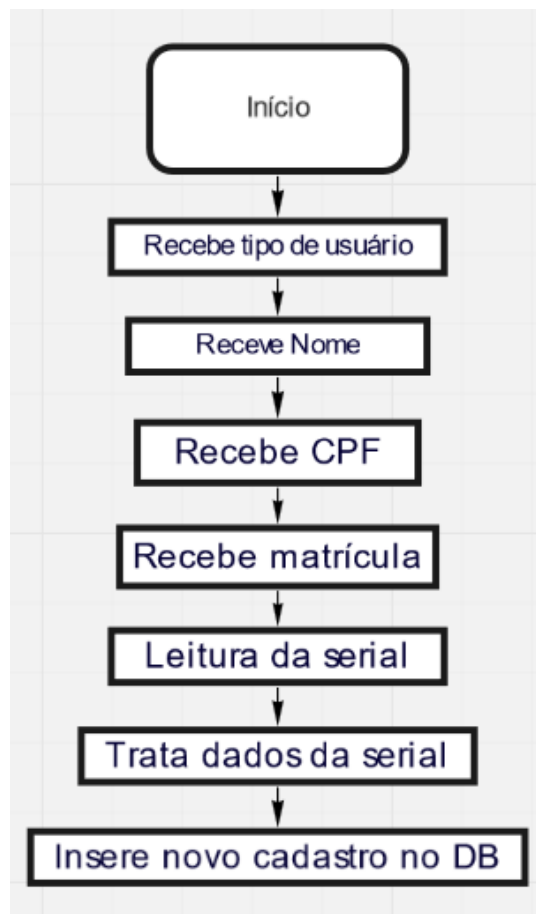 Início
Recebe tipo de usuário
Receve Nome
Recebe CPF
Recebe matrícula
Leitura da serial
Trata dados da serial
Insere novo cadastro no DB